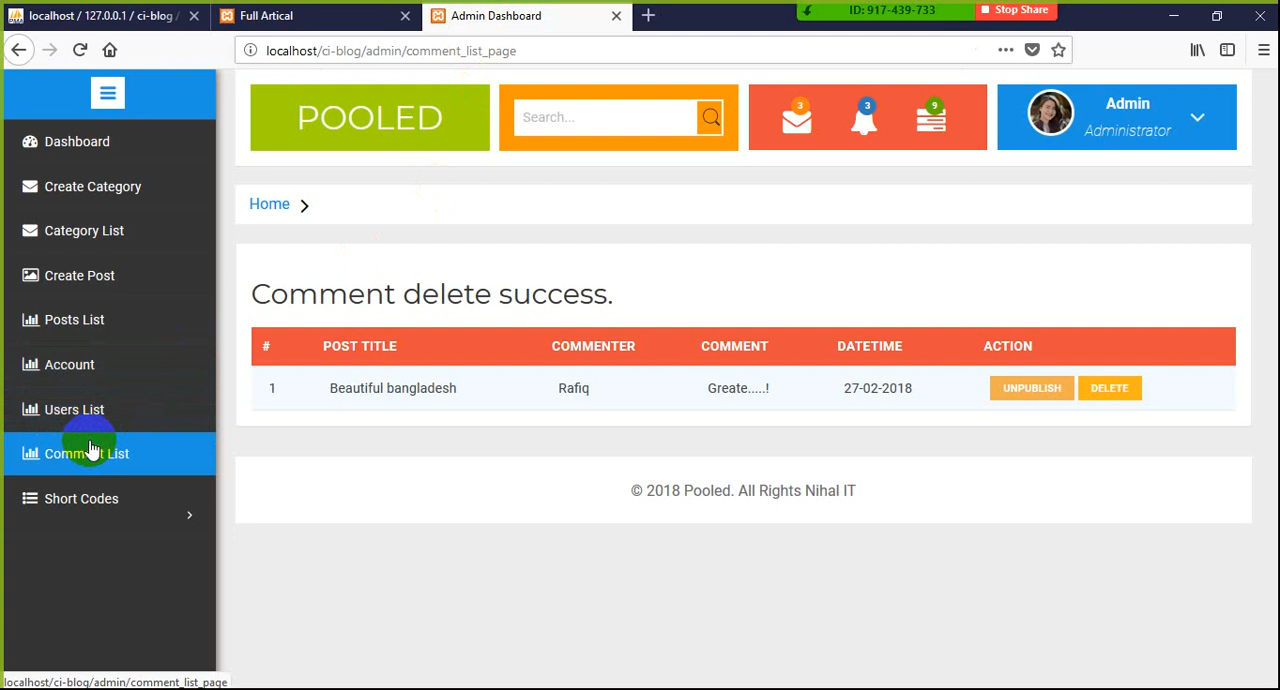 localhost / 127.0.0.1 / ci-blog /
Full Artical
Admin Dashboard
ID: 917-439-733
Stop Share
localhost/ci-blog/admin/comment_list_page
POOLED
Search...
3
3
9
Admin
Administrator
Dashboard
Create Category
Category List
Create Post
Posts List
Account
Users List
Comment List
Short Codes
Home
Comment delete success.
# POST TITLE COMMENTER COMMENT DATETIME ACTION
1 Beautiful bangladesh Rafiq Greate.....! 27-02-2018 UNPUBLISH DELETE
© 2018 Pooled. All Rights Nihal IT
localhost/ci-blog/admin/comment_list_page